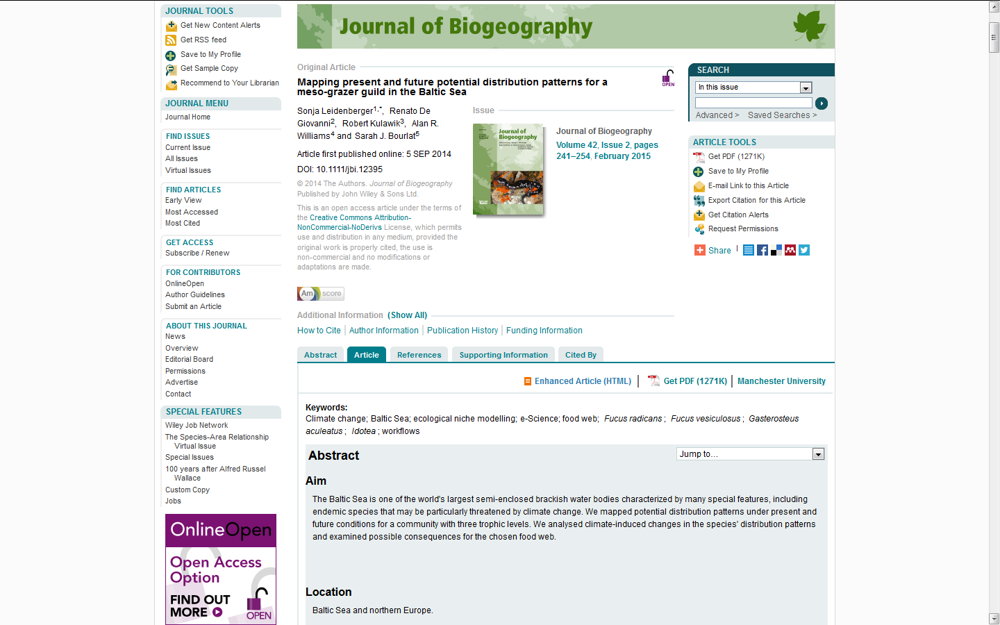 JOURNAL TOOLS
Get New Content Alerts
Get RSS feed
Save to My Profile
Get Sample Copy
Recommend to Your Librarian
JOURNAL MENU
Journal Home
FIND ISSUES
Current Issue
All Issues
Virtual Issues
FIND ARTICLES
Early View
Most Accessed
Most Cited
GET ACCESS
Subscribe / Renew
FOR CONTRIBUTORS
OnlineOpen
Author Guidelines
Submit an Article
ABOUT THIS JOURNAL
News
Overview
Editorial Board
Permissions
Advertise
Contact
SPECIAL FEATURES
Wiley Job Network
The Species-Area Relationship
Virtual Issue
Special Issues
100 years after Alfred Russel
Wallace
Custom Copy
Jobs
OnlineOpen
Open Access
Option
FIND OUT
MORE
OPEN
Journal of Biogeography
Original Article
OPEN
Mapping present and future potential distribution patterns for a
meso-grazer guild in the Baltic Sea
Sonja Leidenberger1,*, Renato De
Giovanni2, Robert Kulawik3, Alan R.
Williams4 and Sarah J. Bourlat5
Article first published online: 5 SEP 2014
DOI: 10.1111/jbi.12395
© 2014 The Authors. Journal of Biogeography
Published by John Wiley & Sons Ltd.
This is an open access article under the terms of
the Creative Commons Attribution-
NonCommercial-NoDerivs License, which permits
use and distribution in any medium, provided the
original work is properly cited, the use is
non-commercial and no modifications or
adaptations are made.
Issue
Journal of
Biogeography
Journal of Biogeography
Volume 42, Issue 2, pages
241–254, February 2015
Am score
Additional Information (Show All)
How to Cite Author Information Publication History Funding Information
Abstract Article References Supporting Information Cited By
Enhanced Article (HTML) Get PDF (1271K) Manchester University
Keywords:
Climate change; Baltic Sea; ecological niche modelling; e-Science; food web; Fucus radicans ; Fucus vesiculosus ; Gasterosteus
aculeatus ; Idotea ; workflows
Abstract
Jump to...
Aim
The Baltic Sea is one of the world's largest semi-enclosed brackish water bodies characterized by many special features, including
endemic species that may be particularly threatened by climate change. We mapped potential distribution patterns under present and
future conditions for a community with three trophic levels. We analysed climate-induced changes in the species' distribution patterns
and examined possible consequences for the chosen food web.
Location
Baltic Sea and northern Europe.
SEARCH
In this issue
Advanced > Saved Searches >
ARTICLE TOOLS
Get PDF (1271K)
Save to My Profile
E-mail Link to this Article
Export Citation for this Article
Get Citation Alerts
Request Permissions
Share